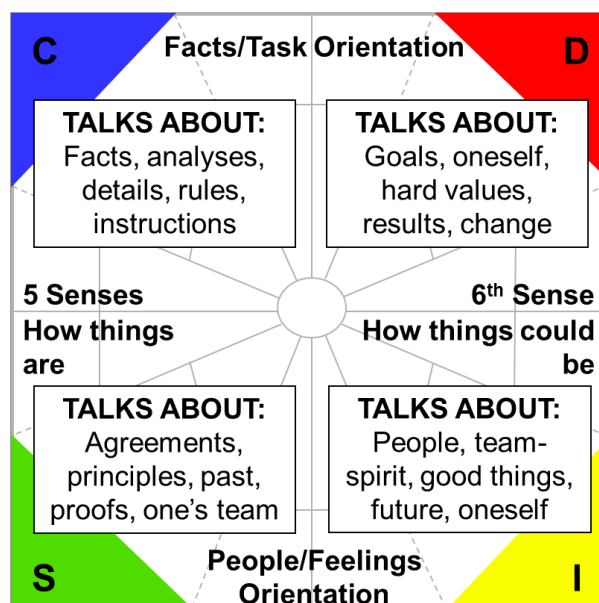 C
Facts/Task Orientation
D
TALKS ABOUT:
Facts, analyses,
details, rules,
instructions
TALKS ABOUT:
Goals, oneself,
hard values,
results, change
5 Senses
How things
are
6th Sense
How things could
be
TALKS ABOUT:
Agreements,
principles, past,
proofs, one's team
TALKS ABOUT:
People, team-
spirit, good things,
future, oneself
S
People/Feelings
Orientation
I